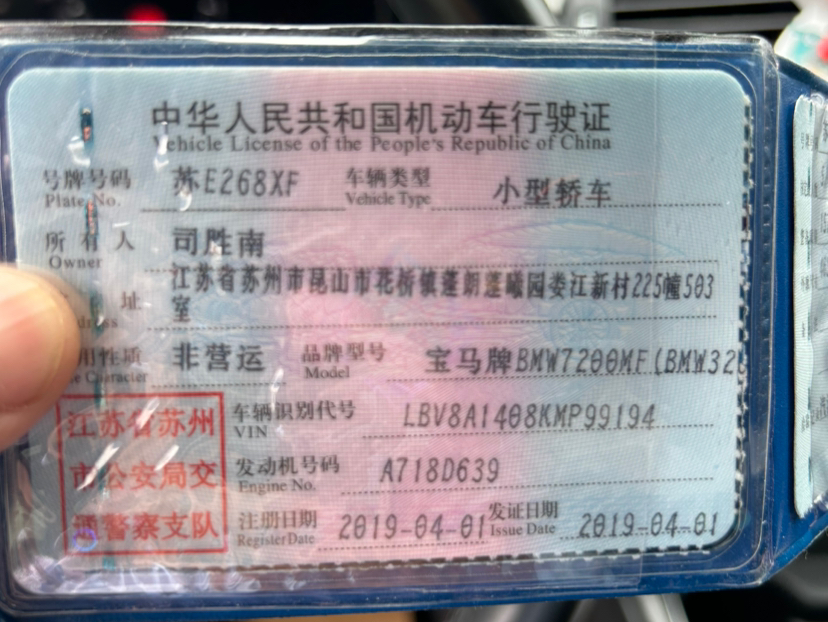 中华人民共和国机动车行驶证
Vehicle License of the People's Republic of China
号牌号码 苏E268XF 车辆类型 小型轿车
Plate No. Vehicle Type
所有人 司胜南
Owner
址 江苏省苏州市昆山市花桥镇蓬朗蓬曦园娄江新村225幢503
室
用性质 非营运 品牌型号 宝马牌BMW7200MF(BMW32
Character Model
江苏省苏州 车辆识别代号 LBV8A1408KMP99194
VIN
市公安局交 发动机号码 A718D639
Engine No.
通警察支队 注册日期 2019-04-01 发证日期 2019-04-01
Register Date Issue Date